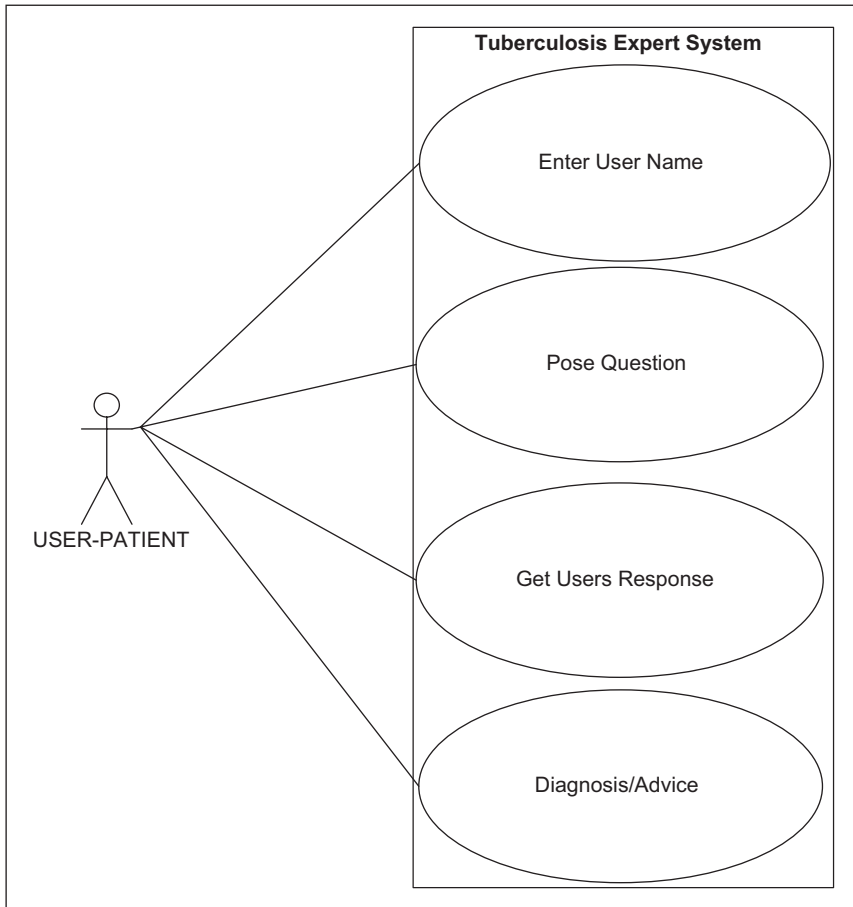 Tuberculosis Expert System
Enter User Name
Pose Question
USER-PATIENT
Get Users Response
Diagnosis/Advice